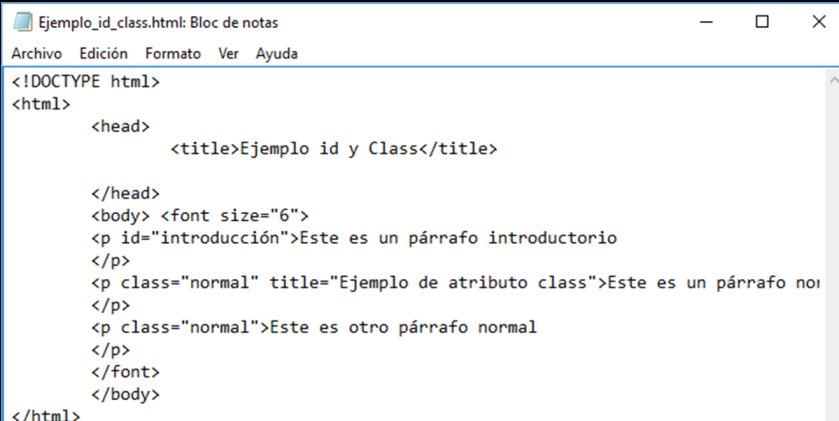 Ejemplo_id_class.html: Bloc de notas
Archivo Edición Formato Ver Ayuda
<!DOCTYPE html>
<html>
<head>
<title>Ejemplo id y Class</title>
</head>
<body> <font size="6">
<p id="introducción">Este es un párrafo introductorio
</p>
<p class="normal" title="Ejemplo de atributo class">Este es un párrafo
</p>
<p class="normal">Este es otro párrafo normal
</p>
</font>
</body>
</html>